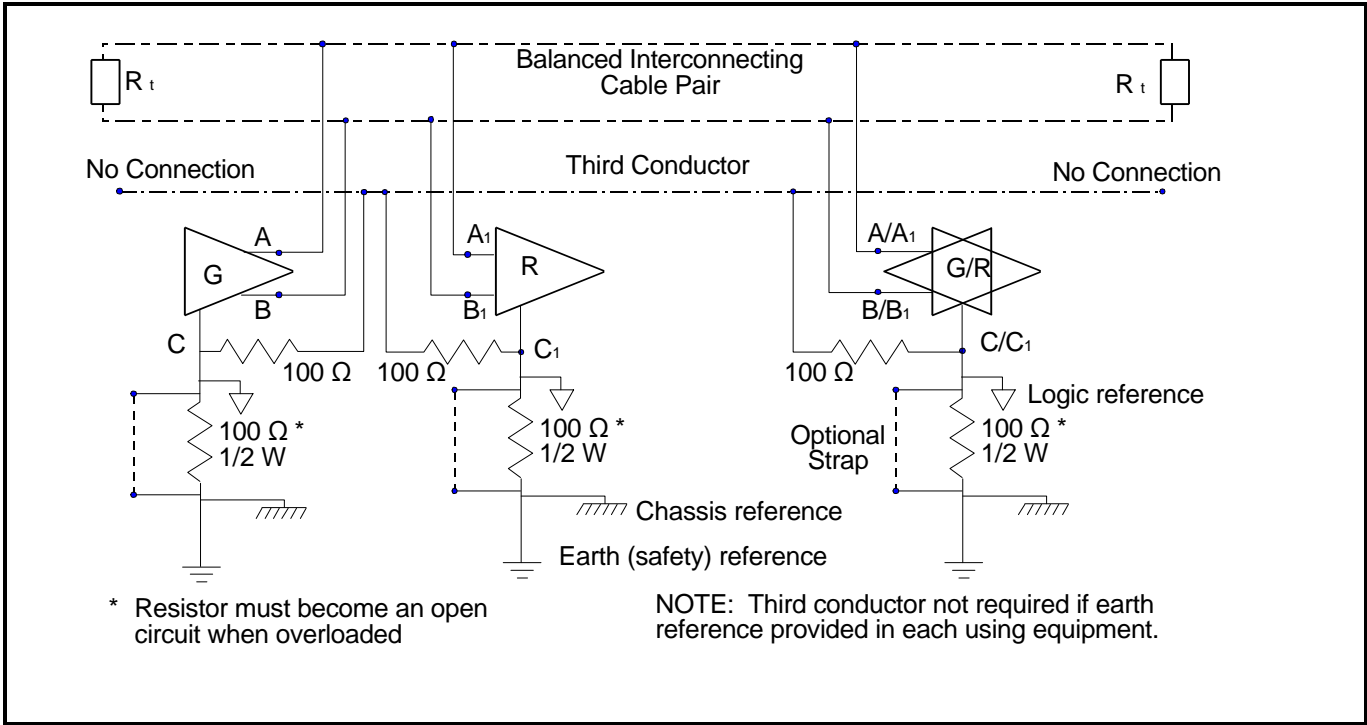 Balanced Interconnecting
Cable Pair
R t
R t
No Connection
Third Conductor
No Connection
A
G
B
C
100 Ω
A1
R
B1
C1
100 Ω
A/A1
G/R
B/B1
C/C1
100 Ω
Logic reference
100 Ω *
1/2 W
100 Ω *
1/2 W
Optional
Strap
100 Ω *
1/2 W
Chassis reference
Earth (safety) reference
* Resistor must become an open
circuit when overloaded
NOTE: Third conductor not required if earth
reference provided in each using equipment.